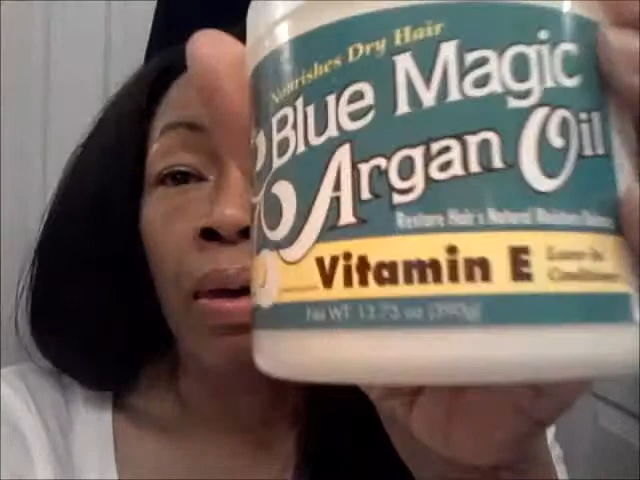 Nourishes Dry Hair
Blue Magic
Argan Oil
Restore Hair's Natural Moisture Balance
Vitamin E
Leave-In
Conditioner
Net WT 13.75 oz (390g)